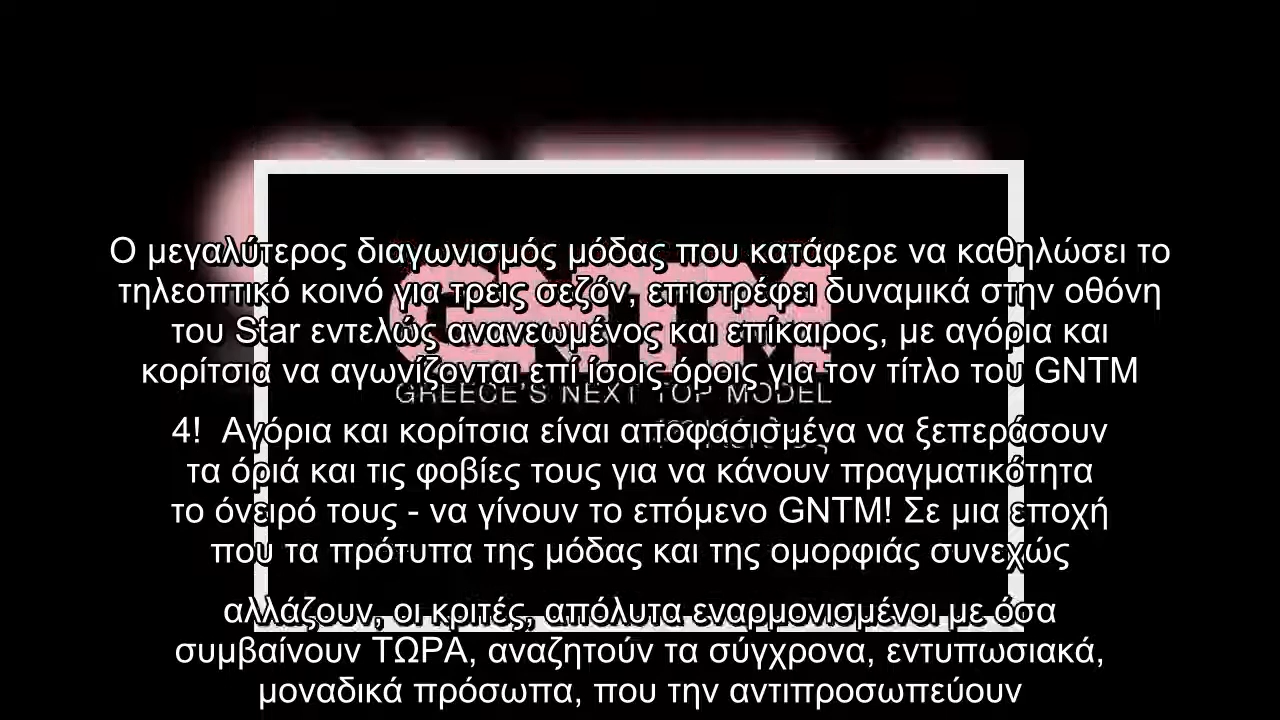 Ο μεγαλύτερος διαγωνισμός μόδας που κατάφερε να καθηλώσει το
τηλεοπτικό κοινό για τρεις σεζόν, επιστρέφει δυναμικά στην οθόνη
του Star εντελώς ανανεωμένος και επίκαιρος, με αγόρια και
κορίτσια να αγωνίζονται επί ίσοις όροις για τον τίτλο του GNTM
GNTM
GREECE'S NEXT TOP MODEL
4!  Αγόρια και κορίτσια είναι αποφασισμένα να ξεπεράσουν
τα όριά και τις φοβίες τους για να κάνουν πραγματικότητα
το όνειρό τους - να γίνουν το επόμενο GNTM! Σε μια εποχή
που τα πρότυπα της μόδας και της ομορφιάς συνεχώς
αλλάζουν, οι κριτές, απόλυτα εναρμονισμένοι με όσα
συμβαίνουν ΤΩΡΑ, αναζητούν τα σύγχρονα, εντυπωσιακά,
μοναδικά πρόσωπα, που την αντιπροσωπεύουν